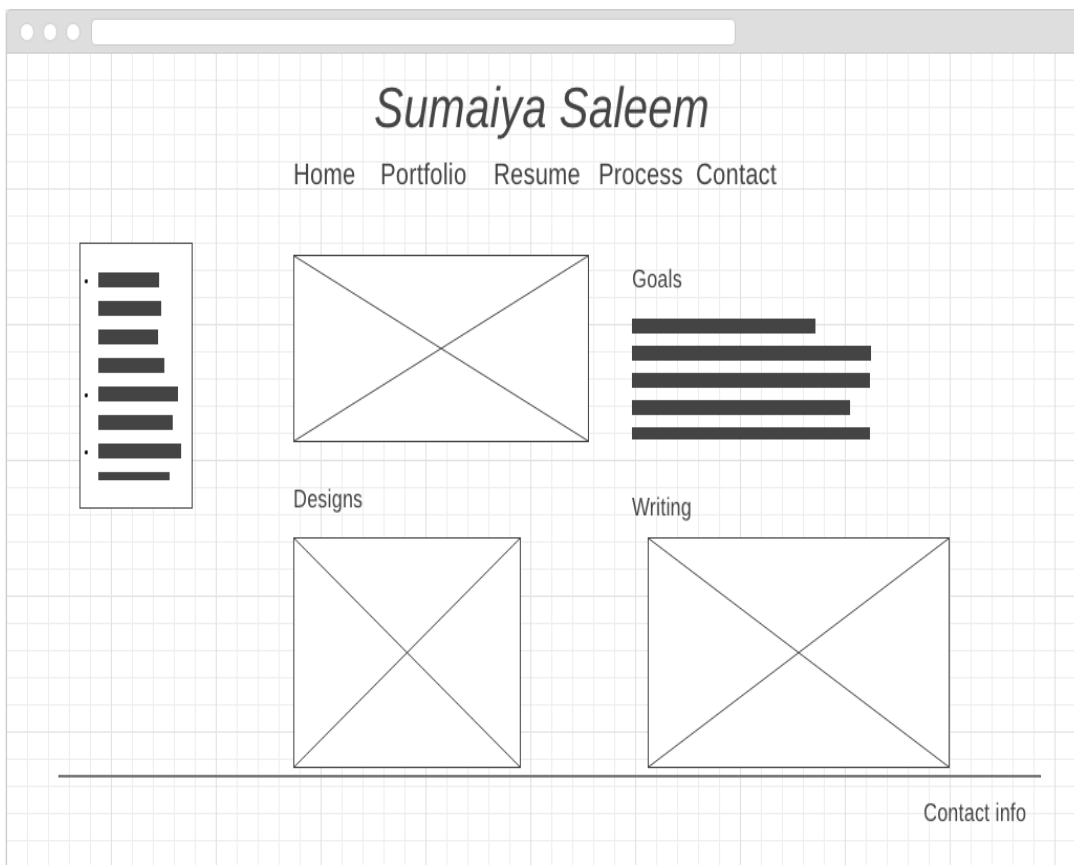 Sumaiya Saleem
Home Portfolio Resume Process Contact
Goals
Designs
Writing
Contact info